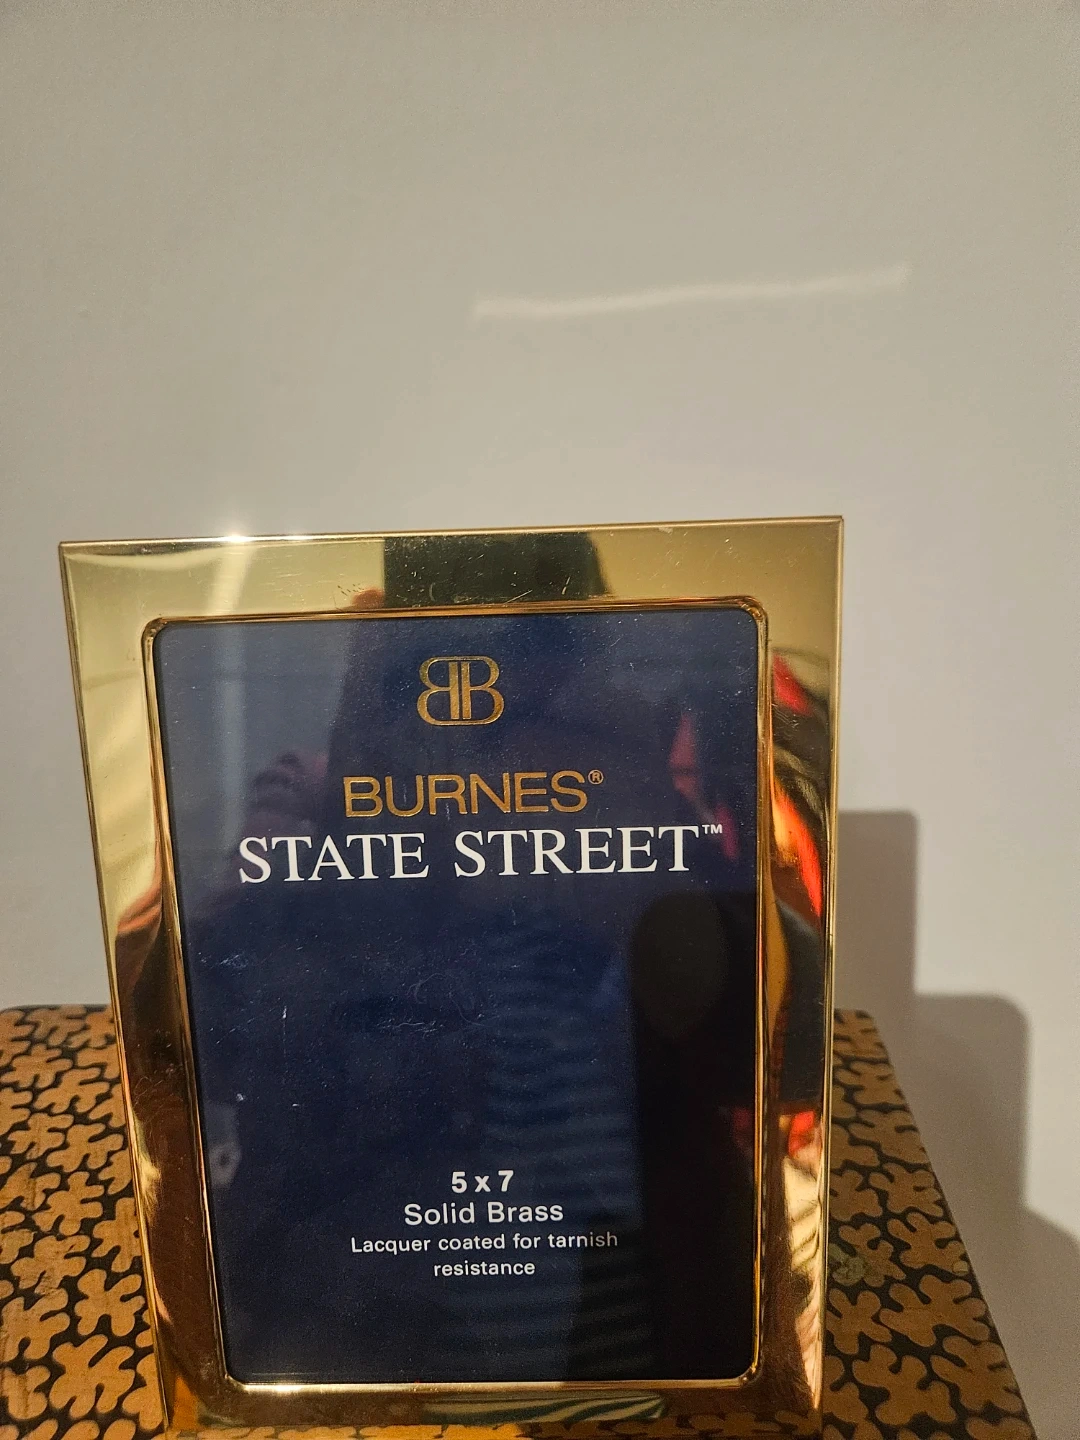 BB
BURNES®
STATE STREET™
5 x 7
Solid Brass
Lacquer coated for tarnish
resistance